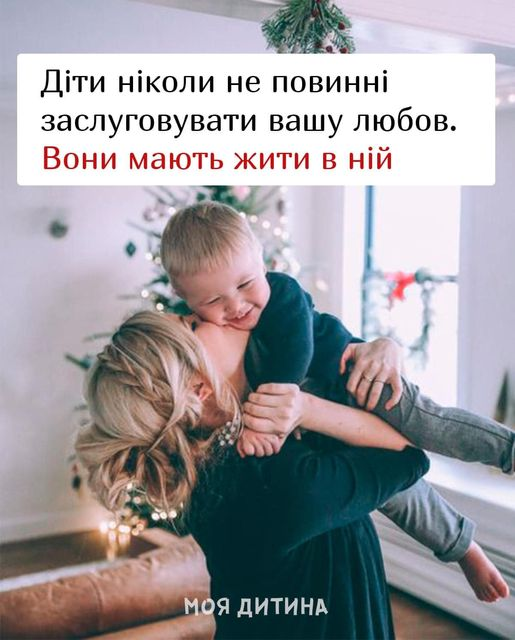 Діти ніколи не повинні
заслуговувати вашу любов.
Вони мають жити в ній
МОЯ ДИТИНА